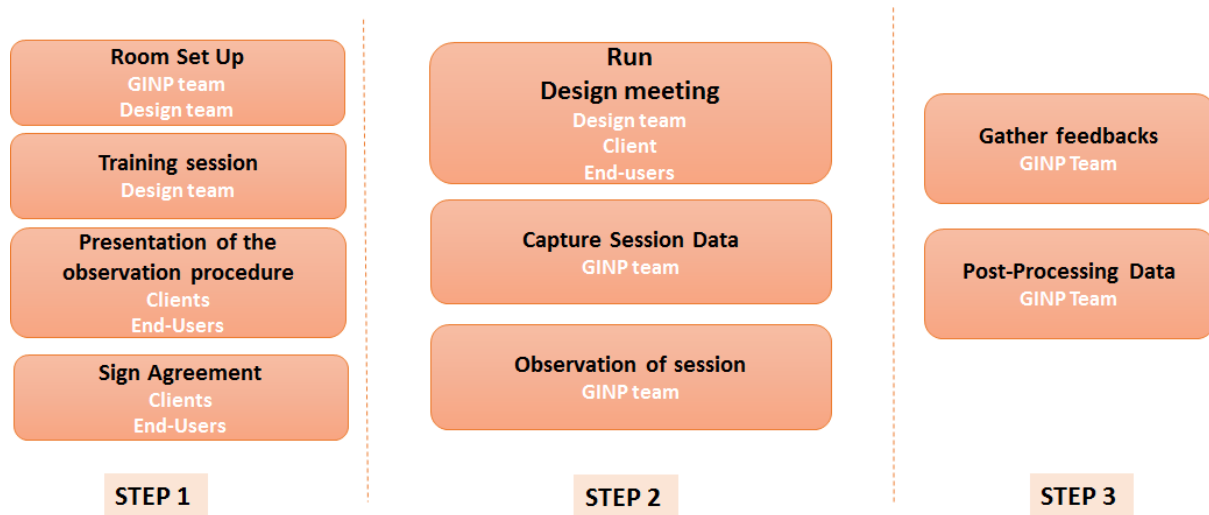 Room Set Up
GINP team
Design team
Training session
Design team
Presentation of the
observation procedure
Clients
End-Users
Sign Agreement
Clients
End-Users
STEP 1
Run
Design meeting
Design team
Client
End-users
Capture Session Data
GINP team
Observation of session
GINP team
STEP 2
Gather feedbacks
GINP Team
Post-Processing Data
GINP Team
STEP 3